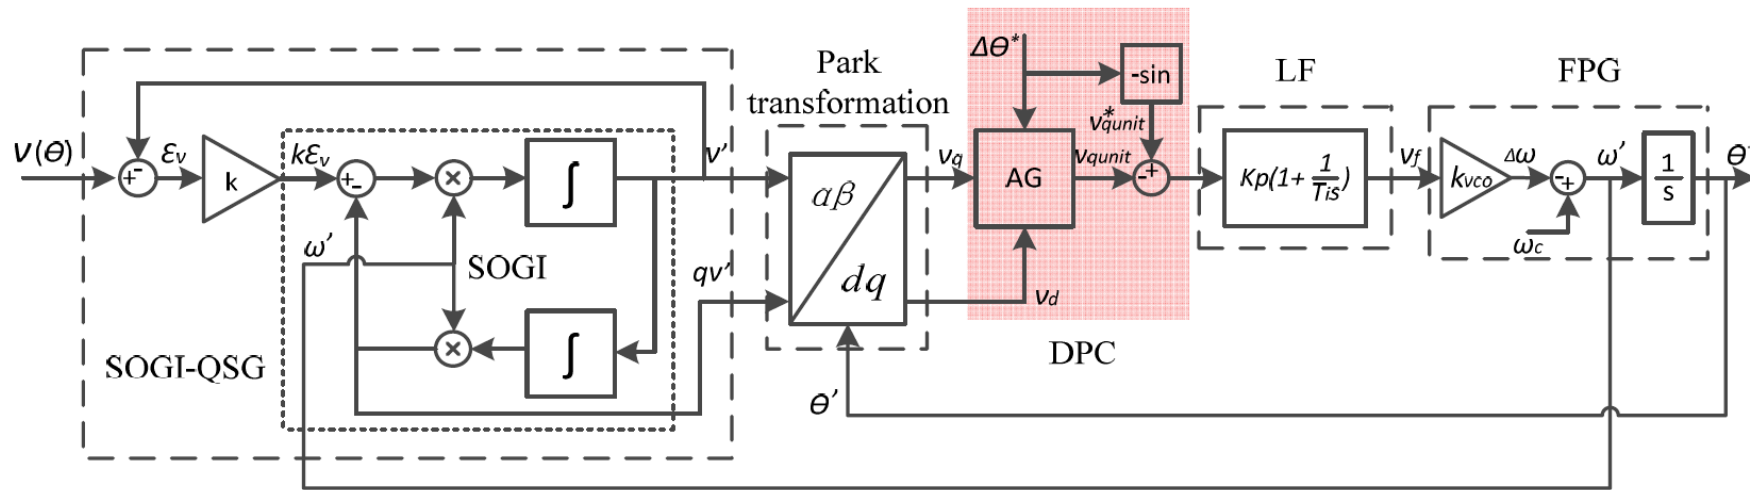 Park
transformation
LF
FPG
Δθ*
-sin
v*qunit
v(θ)
εv
k
kεv
+
-
+
-
×
∫
v'
αβ
dq
vq
AG
vqunit
-
+
Kp(1+ 1/Tis)
vf
kvco
Δω
-
+
ω'
1/s
θ'
ωc
ω'
SOGI
qv'
vd
×
∫
SOGI-QSG
DPC
θ'